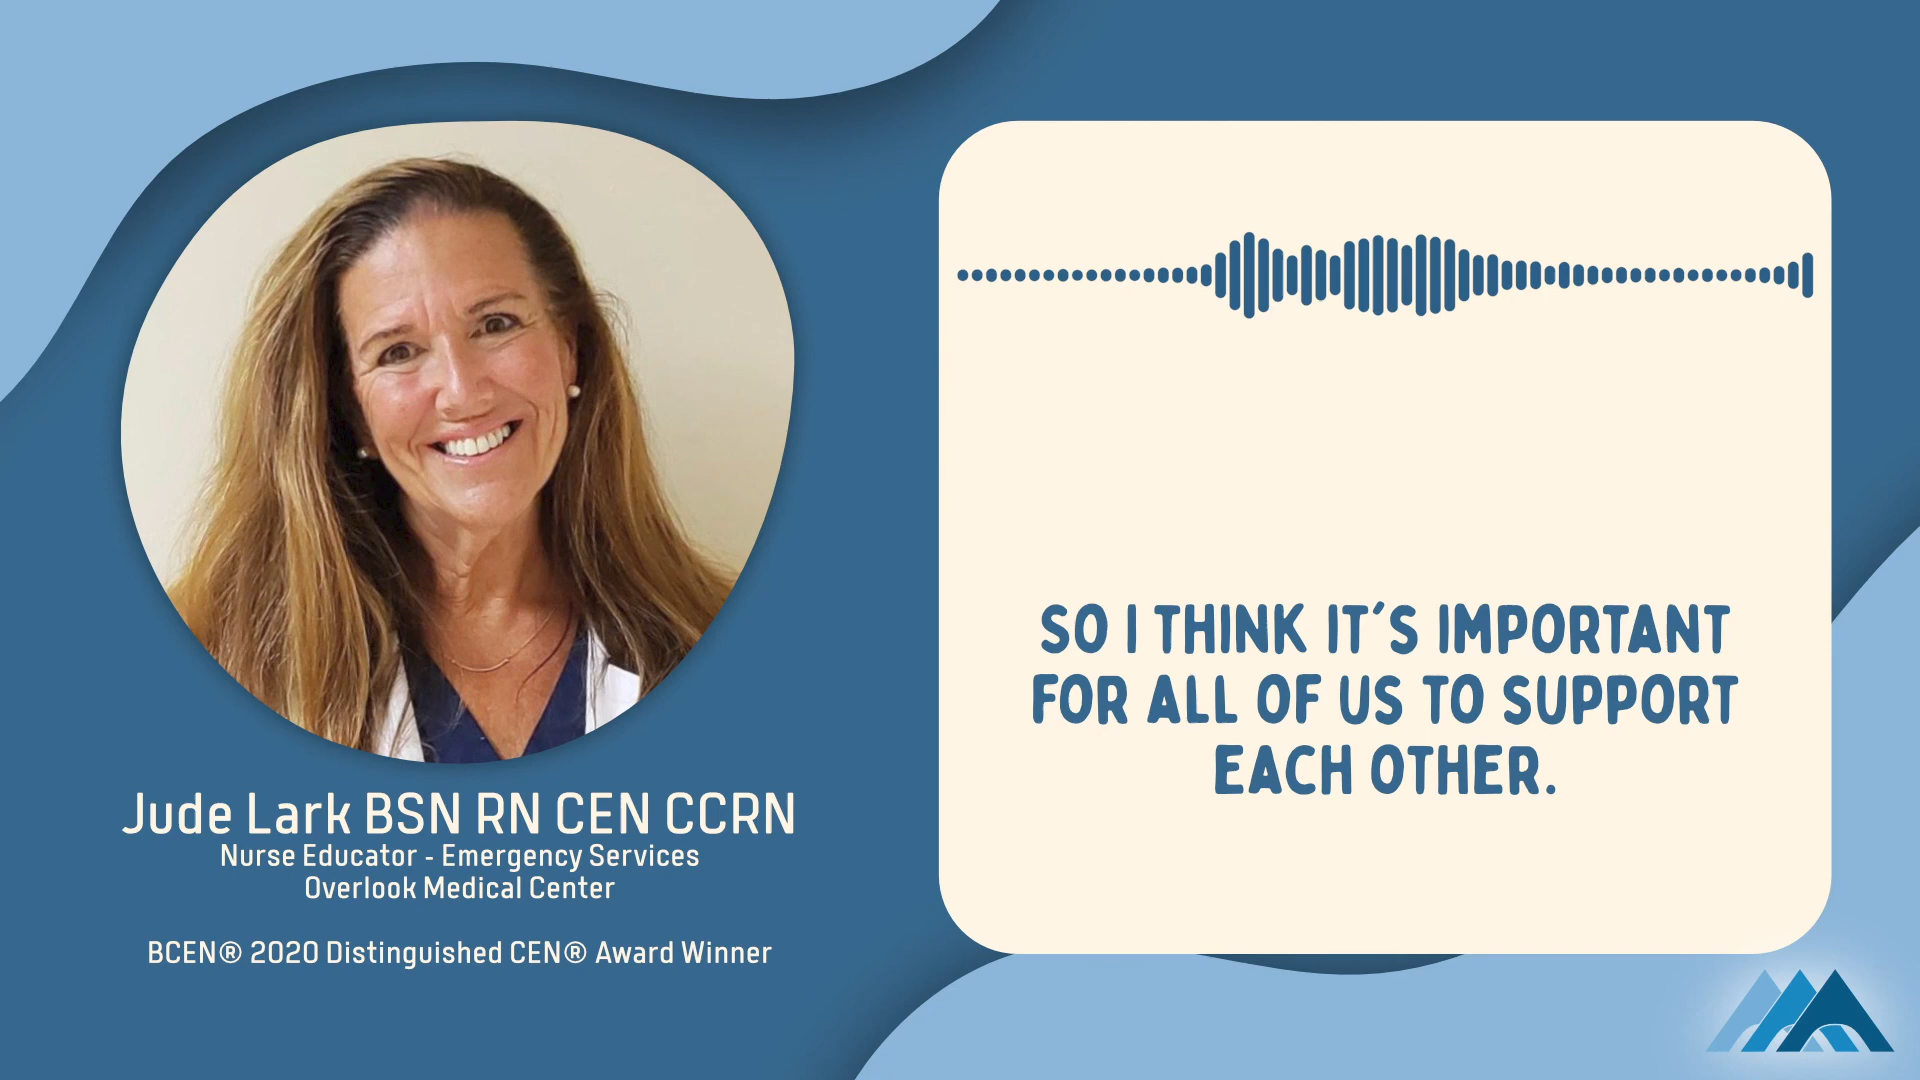 Jude Lark BSN RN CEN CCRN
Nurse Educator - Emergency Services
Overlook Medical Center
BCEN® 2020 Distinguished CEN® Award Winner
SO I THINK IT'S IMPORTANT
FOR ALL OF US TO SUPPORT
EACH OTHER.